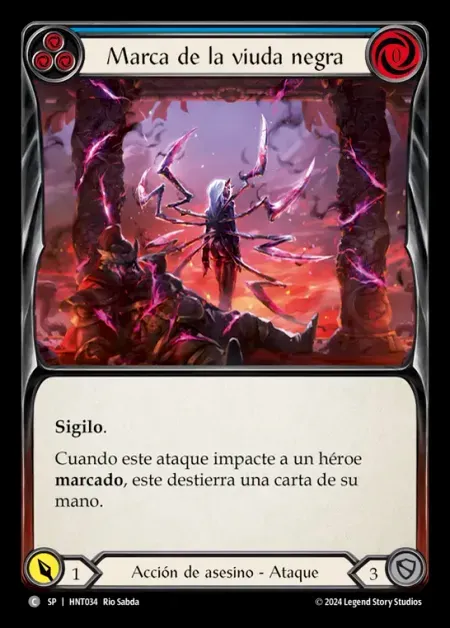 Marca de la viuda negra
0
Sigilo.
Cuando este ataque impacte a un héroe
marcado, este destierra una carta de su
mano.
1
Acción de asesino - Ataque
3
C SP | HNT034 Rio Sabda
© 2024 Legend Story Studios